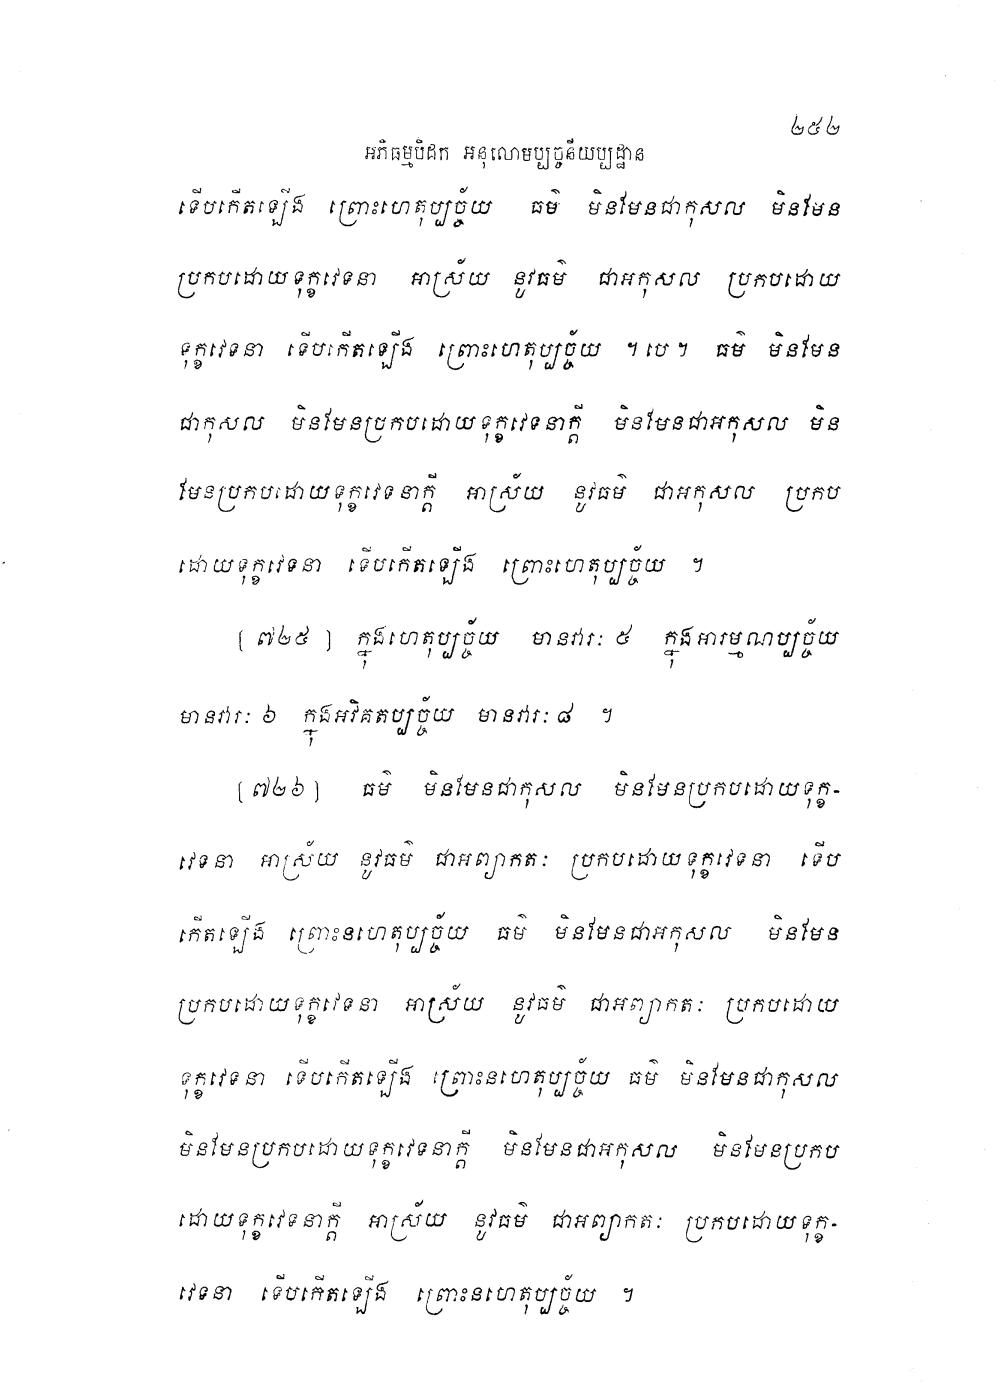 ២៥២
អភិធម្មបិដក អនុលោមប្បច្ចនីយប្បដ្ឋាន
ទើបកើតឡើង ព្រោះហេតុប្បច្ច័យ ធម៌ មិនមែនជាកុសល មិនមែន
ប្រកបដោយទុក្ខវេទនា អាស្រ័យ នូវធម៌ ជាអកុសល ប្រកបដោយ
ទុក្ខវេទនា ទើបកើតឡើង ព្រោះហេតុប្បច្ច័យ ។ បេ ។ ធម៌ មិនមែន
ជាកុសល មិនមែនប្រកបដោយទុក្ខវេទនាក្តី មិនមែនជាអកុសល មិន
មែនប្រកបដោយទុក្ខវេទនាក្តី អាស្រ័យ នូវធម៌ ជាអកុសល ប្រកប
ដោយទុក្ខវេទនា ទើបកើតឡើង ព្រោះហេតុប្បច្ច័យ ។
[ ៧២៥ ] ក្នុងហេតុប្បច្ច័យ មានវារៈ ៥ ក្នុងអារម្មណប្បច្ច័យ
មានវារៈ ៦ ក្នុងអវិគតប្បច្ច័យ មានវារៈ ៨ ។
[ ៧២៦ ] ធម៌ មិនមែនជាកុសល មិនមែនប្រកបដោយទុក្ខ-
វេទនា អាស្រ័យ នូវធម៌ ជាអព្យាកតៈ ប្រកបដោយទុក្ខវេទនា ទើប
កើតឡើង ព្រោះនហេតុប្បច្ច័យ ធម៌ មិនមែនជាអកុសល មិនមែន
ប្រកបដោយទុក្ខវេទនា អាស្រ័យ នូវធម៌ ជាអព្យាកតៈ ប្រកបដោយ
ទុក្ខវេទនា ទើបកើតឡើង ព្រោះនហេតុប្បច្ច័យ ធម៌ មិនមែនជាកុសល
មិនមែនប្រកបដោយទុក្ខវេទនាក្តី មិនមែនជាអកុសល មិនមែនប្រកប
ដោយទុក្ខវេទនាក្តី អាស្រ័យ នូវធម៌ ជាអព្យាកតៈ ប្រកបដោយទុក្ខ-
វេទនា ទើបកើតឡើង ព្រោះនហេតុប្បច្ច័យ ។